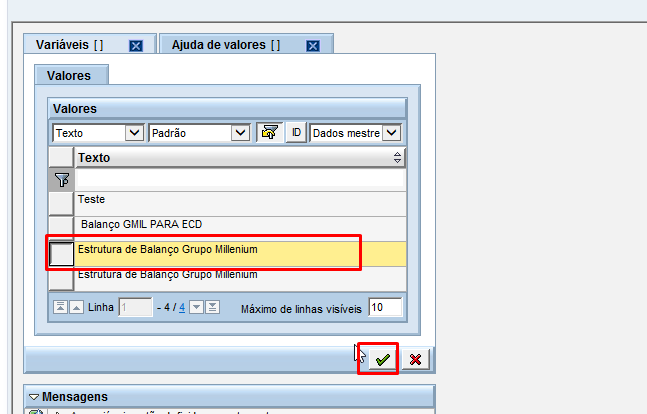 Variáveis [ ]
Ajuda de valores [ ]
Valores
Valores
Texto
Padrão
ID
Dados mestre
Texto
Teste
Balanço GMIL PARA ECD
Estrutura de Balanço Grupo Millenium
Estrutura de Balanço Grupo Millenium
Linha 1 - 4 / 4 Máximo de linhas visíveis 10
Mensagens